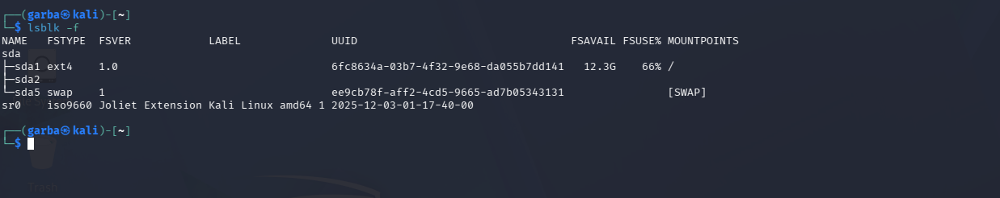 ┌──(garba㉿kali)-[~]
└─$ lsblk -f
NAME   FSTYPE  FSVER            LABEL              UUID                                 FSAVAIL FSUSE% MOUNTPOINTS
sda
├─sda1 ext4    1.0                                 6fc8634a-03b7-4f32-9e68-da055b7dd141   12.3G    66% /
├─sda2
└─sda5 swap    1                                   ee9cb78f-aff2-4cd5-9665-ad7b05343131                [SWAP]
sr0    iso9660 Joliet Extension Kali Linux amd64 1 2025-12-03-01-17-40-00
┌──(garba㉿kali)-[~]
└─$
Trash